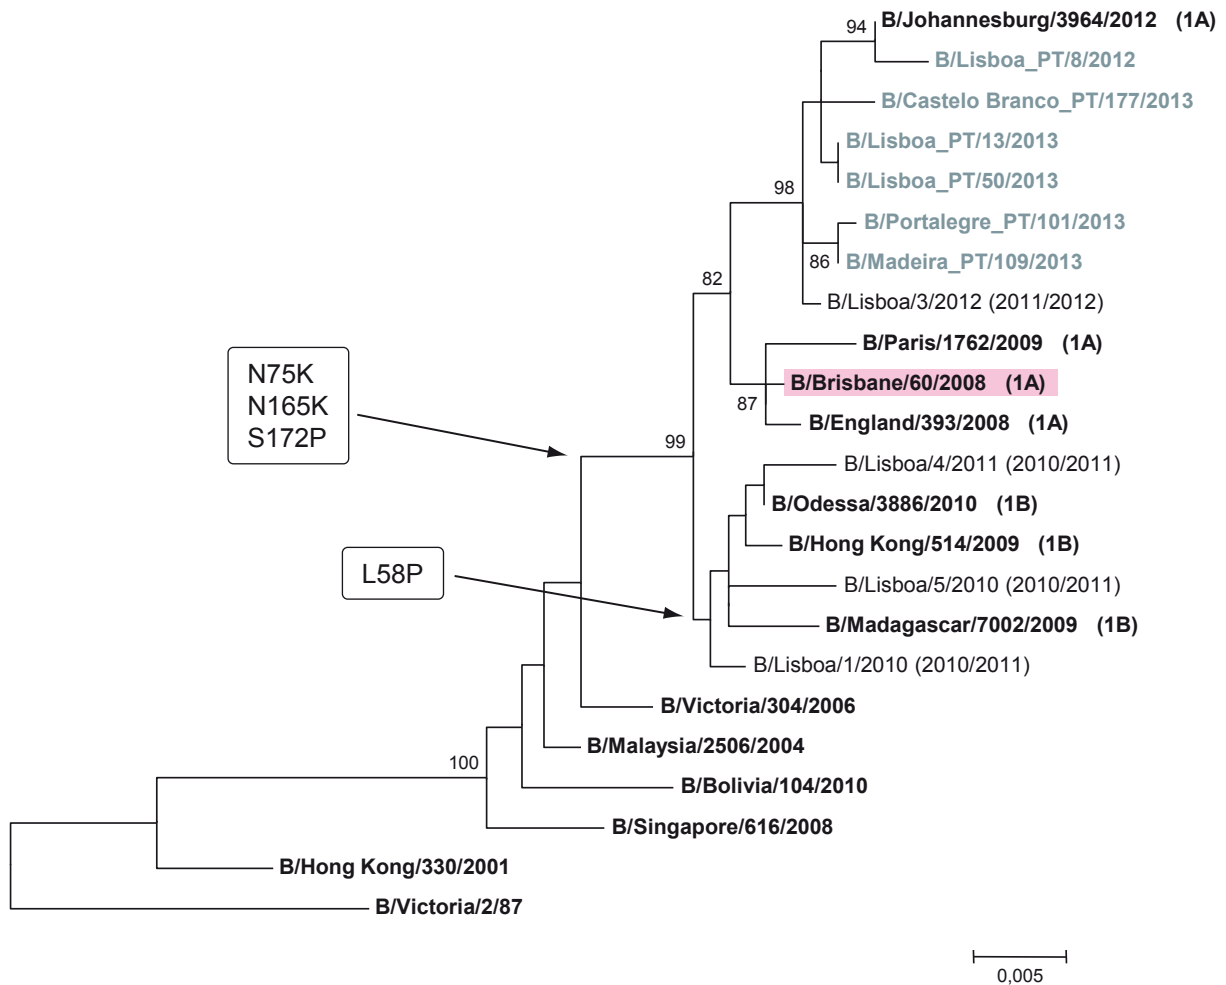 94
B/Johannesburg/3964/2012 (1A)
B/Lisboa_PT/8/2012
B/Castelo Branco_PT/177/2013
B/Lisboa_PT/13/2013
B/Lisboa_PT/50/2013
98
B/Portalegre_PT/101/2013
86
B/Madeira_PT/109/2013
82
B/Lisboa/3/2012 (2011/2012)
B/Paris/1762/2009 (1A)
B/Brisbane/60/2008 (1A)
87
B/England/393/2008 (1A)
N75K
N165K
S172P
99
B/Lisboa/4/2011 (2010/2011)
B/Odessa/3886/2010 (1B)
B/Hong Kong/514/2009 (1B)
L58P
B/Lisboa/5/2010 (2010/2011)
B/Madagascar/7002/2009 (1B)
B/Lisboa/1/2010 (2010/2011)
B/Victoria/304/2006
B/Malaysia/2506/2004
100
B/Bolivia/104/2010
B/Singapore/616/2008
B/Hong Kong/330/2001
B/Victoria/2/87
0,005